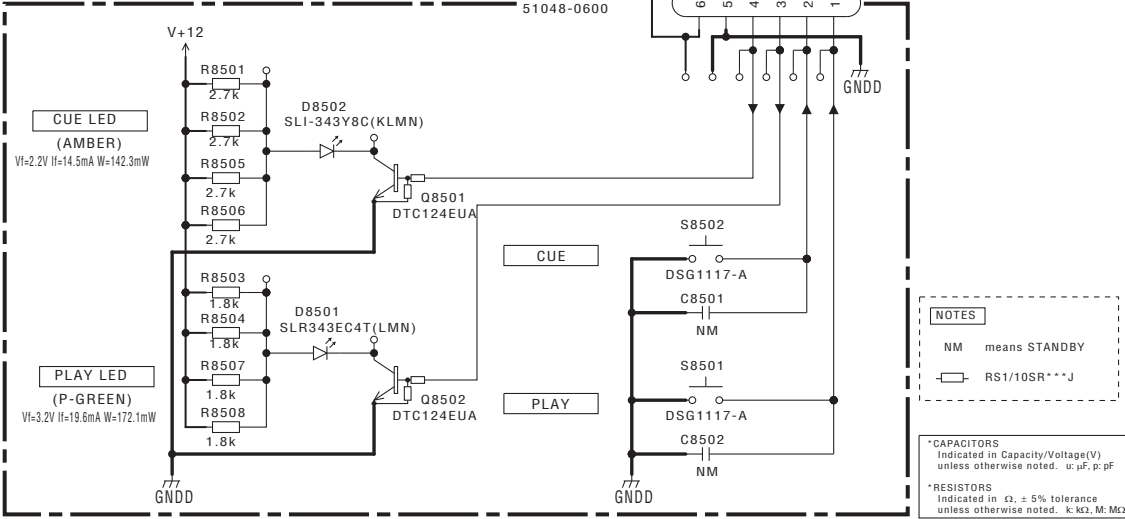 51048-0600
6
5
4
3
2
1
V+12
GNDD
R8501
2.7k
R8502
2.7k
R8505
2.7k
R8506
2.7k
CUE LED
(AMBER)
Vf=2.2V If=14.5mA W=142.3mW
D8502
SLI-343Y8C(KLMN)
Q8501
DTC124EUA
S8502
CUE
DSG1117-A
C8501
NM
R8503
1.8k
R8504
1.8k
R8507
1.8k
R8508
1.8k
D8501
SLR343EC4T(LMN)
PLAY LED
(P-GREEN)
Vf=3.2V If=19.6mA W=172.1mW
Q8502
DTC124EUA
S8501
PLAY
DSG1117-A
C8502
NM
GNDD
GNDD
NOTES
NM means STANDBY
RS1/10SR***J
*CAPACITORS
Indicated in Capacity/Voltage(V)
unless otherwise noted. u: µF, p: pF
*RESISTORS
Indicated in Ω, ± 5% tolerance
unless otherwise noted. k: kΩ, M: MΩ